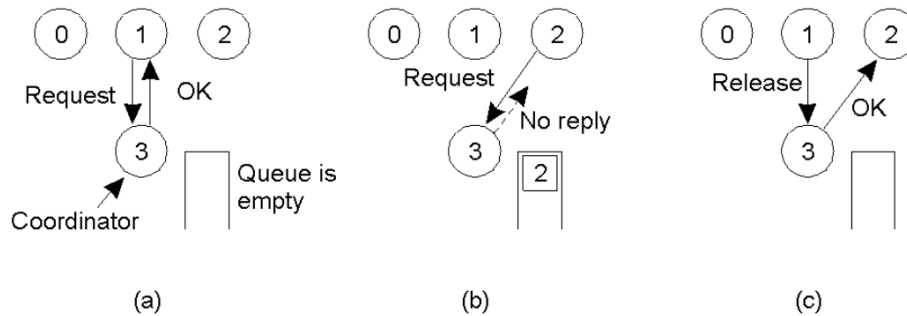 0 1 2
Request
OK
3
Coordinator
Queue is
empty
(a)
0 1 2
Request
No reply
3
2
(b)
0 1 2
Release
OK
3
(c)